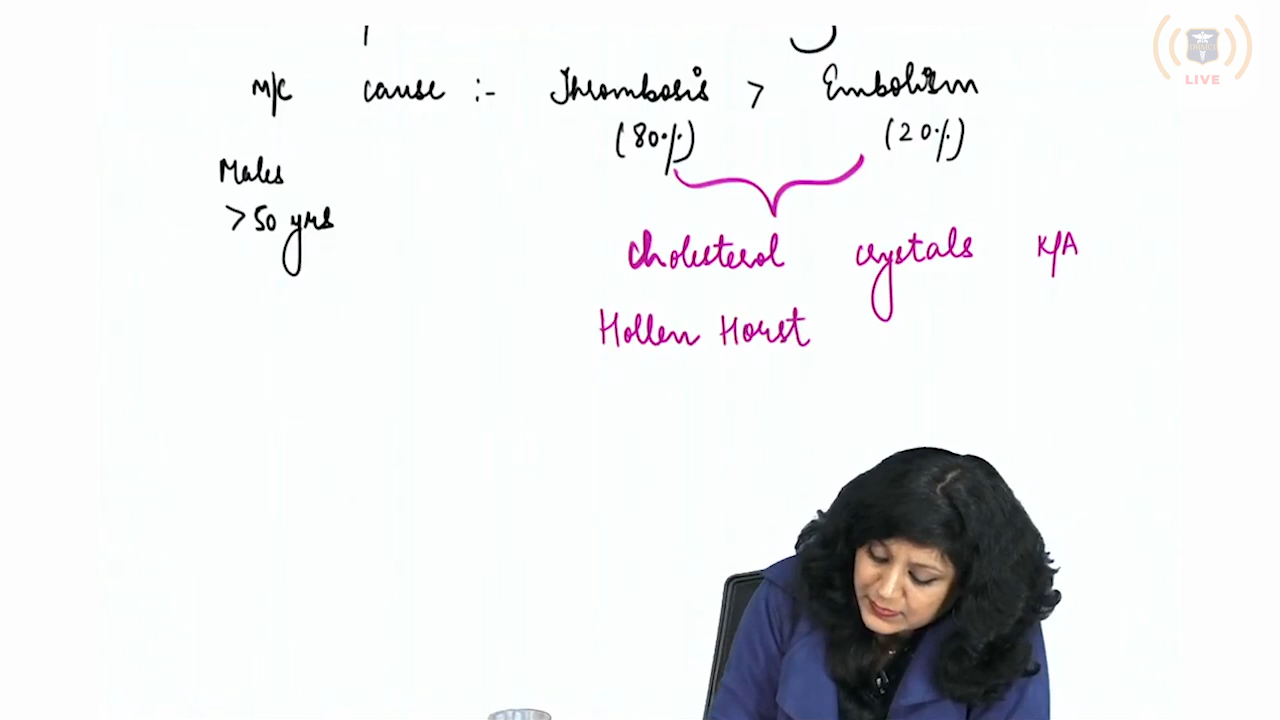 M/C cause :- Thrombosis > Embolism
(80%) (20%)
Males
> 50 yrs
Cholesterol crystals K/A
Hollen Horst
LIVE